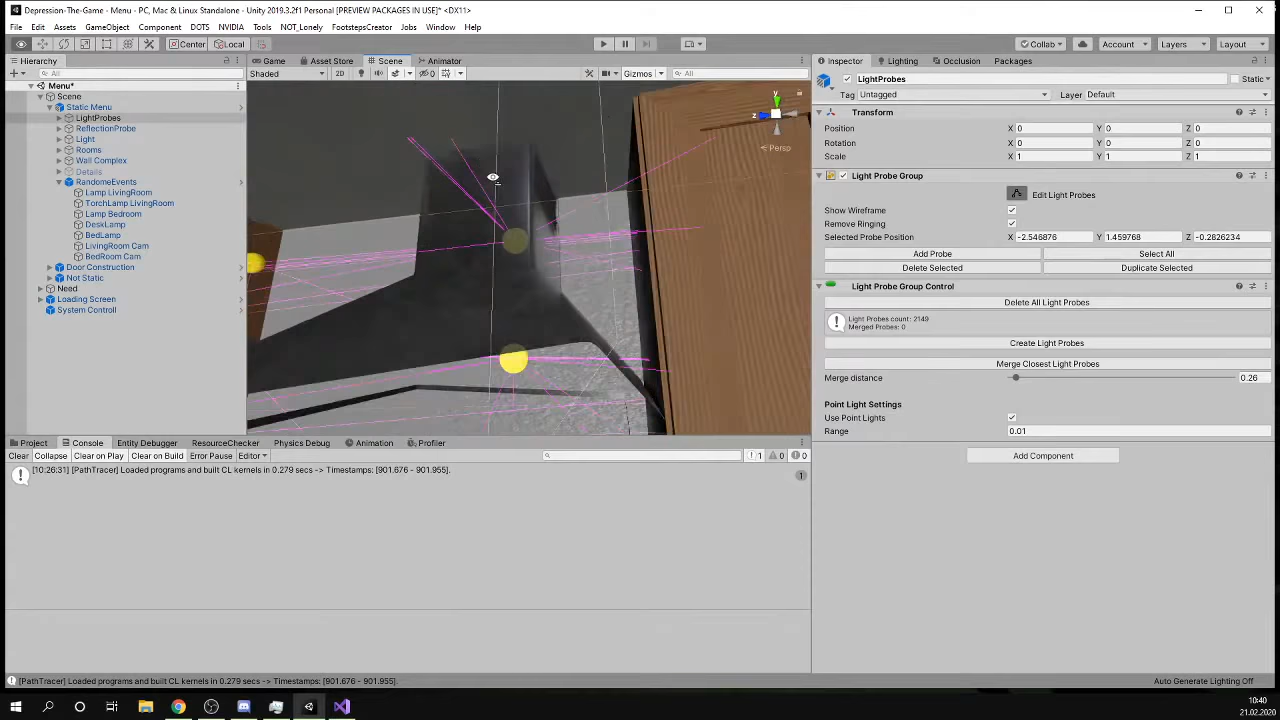 Depression-The-Game - Menu - PC, Mac & Linux Standalone - Unity 2019.3.2f1 Personal [PREVIEW PACKAGES IN USE]* <DX11>
File Edit Assets GameObject Component DOTS NVIDIA Tools NOT_Lonely FootstepsCreator Jobs Window Help
Center Local Collab Account Layers Layout
Hierarchy Game Asset Store Scene Animator Inspector Lighting Occlusion Packages
All Shaded 2D 0 Gizmos All LightProbes Static
Menu* Tag Untagged Layer Default
Scene
Static Menu Transform
LightProbes
ReflectionProbe Position X 0 Y 0 Z 0
Light Rotation X 0 Y 0 Z 0
Rooms Scale X 1 Y 1 Z 1
Wall Complex
Details Light Probe Group
RandomEvents
Lamp LivingRoom Edit Light Probes
TorchLamp LivingRoom Show Wireframe
Lamp Bedroom Remove Ringing
DeskLamp Selected Probe Position X -2.546876 Y 1.459768 Z -0.2826234
BedLamp Add Probe Select All
LivingRoom Cam Delete Selected Duplicate Selected
BedRoom Cam
Door Construction Light Probe Group Control
Not Static Delete All Light Probes
Need Light Probes count: 2149
Loading Screen Merged Probes: 0
System Controll Create Light Probes
Merge Closest Light Probes
Merge distance 0.26
Point Light Settings
Use Point Lights
Range 0.01
Add Component
y
z
Persp
Project Console Entity Debugger ResourceChecker Physics Debug Animation Profiler
Clear Collapse Clear on Play Clear on Build Error Pause Editor 1 0 0
[10:26:31] [PathTracer] Loaded programs and built CL kernels in 0.279 secs -> Timestamps: [901.676 - 901.955]. 1
[PathTracer] Loaded programs and built CL kernels in 0.279 secs -> Timestamps: [901.676 - 901.955]. Auto Generate Lighting Off
10:40
21.02.2020